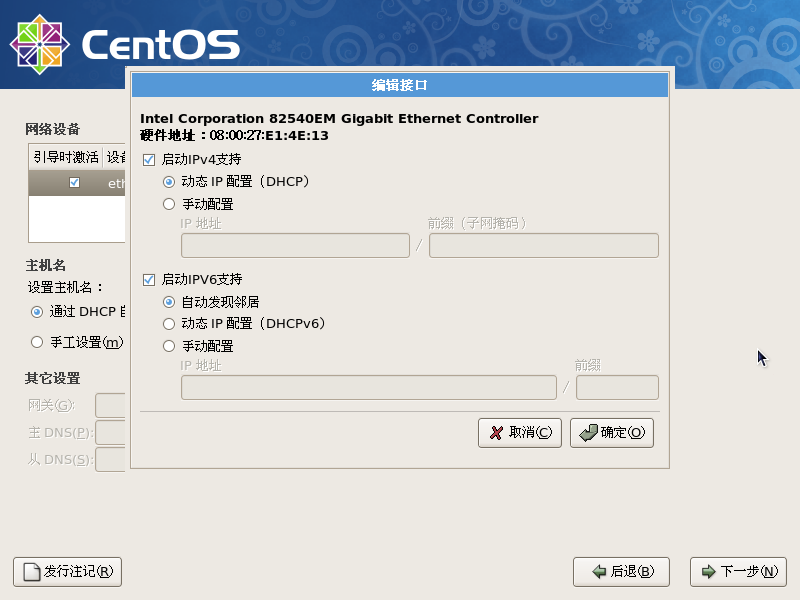 CentOS
编辑接口
Intel Corporation 82540EM Gigabit Ethernet Controller
硬件地址：08:00:27:E1:4E:13
启动IPv4支持
动态 IP 配置（DHCP）
手动配置
IP 地址
前缀（子网掩码）
/
启动IPV6支持
自动发现邻居
动态 IP 配置（DHCPv6）
手动配置
IP 地址
前缀
/
取消(C)
确定(O)
网络设备
引导时激活
设备
eth
主机名
设置主机名：
通过 DHCP 自
手工设置(m)
其它设置
网关(G):
主 DNS(P):
从 DNS(S):
发行注记(R)
后退(B)
下一步(N)